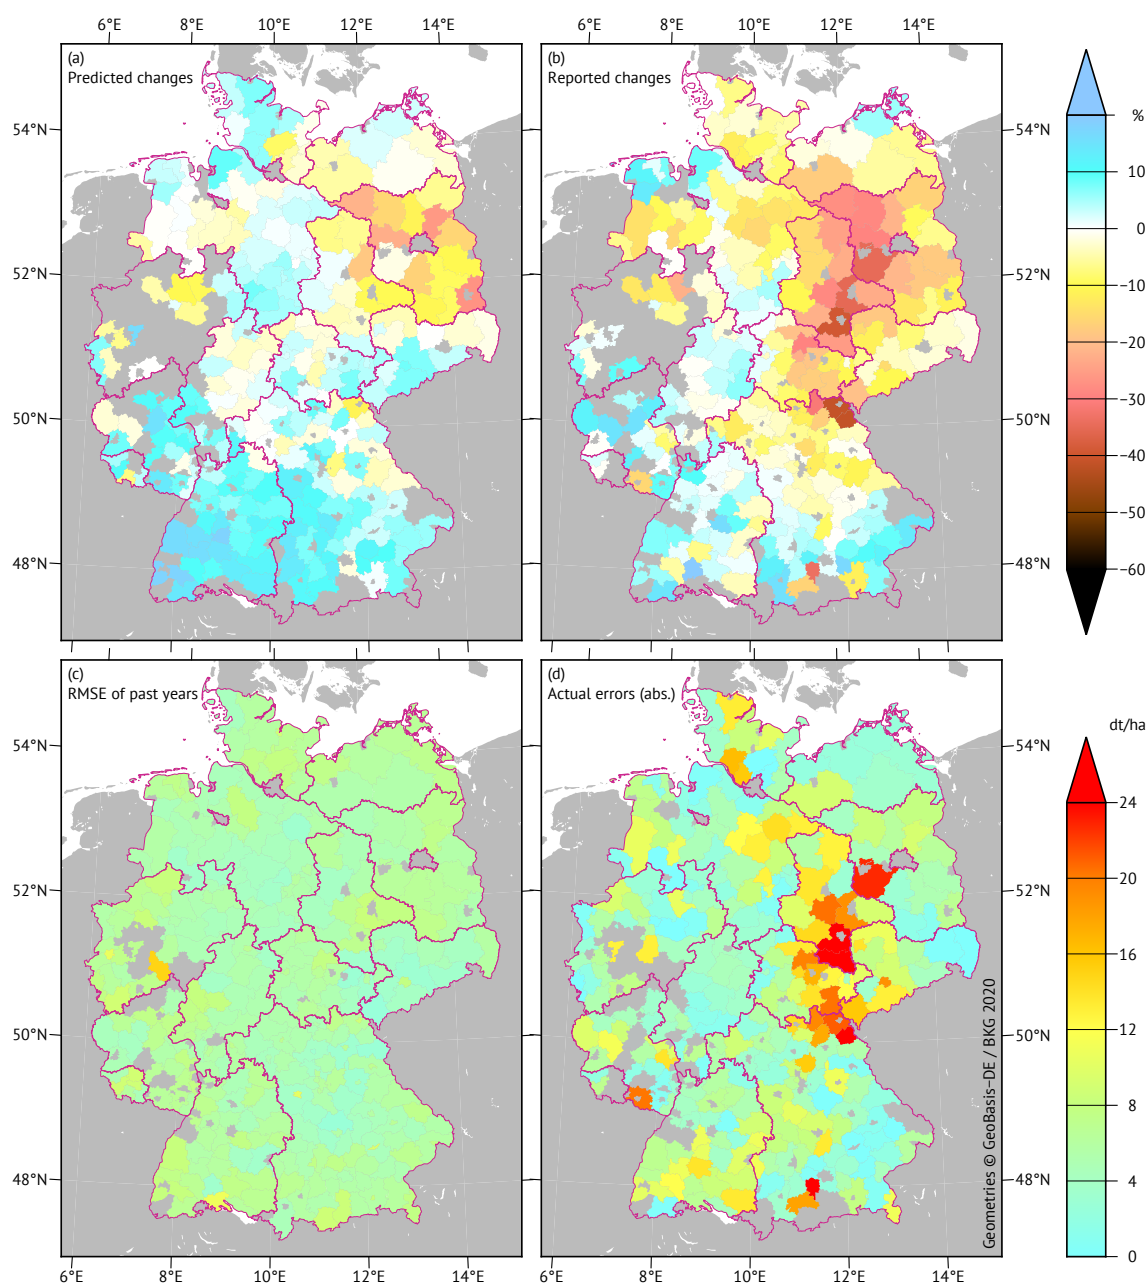 6°E 8°E 10°E 12°E 14°E
6°E 8°E 10°E 12°E 14°E
(a)
Predicted changes
(b)
Reported changes
54°N
52°N
50°N
48°N
54°N
52°N
50°N
48°N
%
10
0
−10
−20
−30
−40
−50
−60
(c)
RMSE of past years
(d)
Actual errors (abs.)
54°N
52°N
50°N
48°N
54°N
52°N
50°N
48°N
dt/ha
24
20
16
12
8
4
0
Geometries © GeoBasis−DE / BKG 2020
6°E 8°E 10°E 12°E 14°E
6°E 8°E 10°E 12°E 14°E